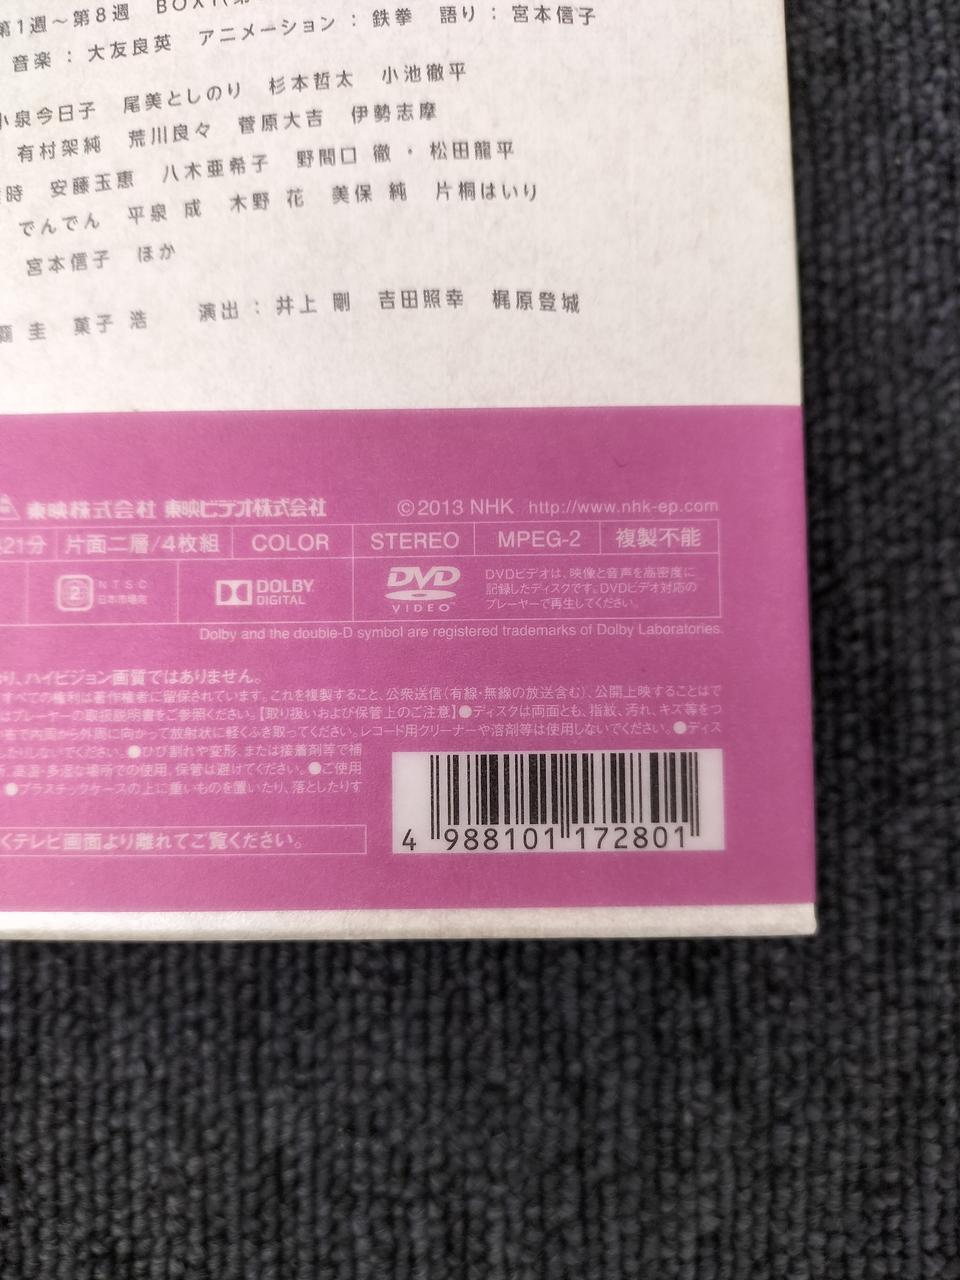 第1週～第8週 BOX1(第
音楽：大友良英 アニメーション：鉄拳 語り：宮本信子
小泉今日子 尾美としのり 杉本哲太 小池徹平
有村架純 荒川良々 菅原大吉 伊勢志摩
時 安藤玉恵 八木亜希子 野間口 徹・松田龍平
でんでん 平泉 成 木野 花 美保 純 片桐はいり
宮本信子 ほか
圭 菓子 浩 演出：井上 剛 吉田照幸 梶原登城
東映株式会社 東映ビデオ株式会社 ©2013 NHK http://www.nhk-ep.com
21分 片面二層/4枚組 COLOR STEREO MPEG-2 複製不能
2 NTSC 日本市場向 DOLBY DIGITAL DVD VIDEO DVDビデオは、映像と音声を高密度に
記録したディスクです。DVDビデオ対応の
プレーヤーで再生してください。
Dolby and the double-D symbol are registered trademarks of Dolby Laboratories.
り、ハイビジョン画質ではありません。
すべての権利は著作権者に留保されています。これを複製すること、公衆送信(有線・無線の放送含む)、公開上映することはで
はプレーヤーの取扱説明書をご参照ください。【取り扱いおよび保管上のご注意】●ディスクは両面とも、指紋、汚れ、キズ等をつ
布で内周から外周に向かって放射状に軽くふき取ってください。レコード用クリーナーや溶剤等は使用しないでください。●ディス
たりしないでください。●ひび割れや変形、または接着剤等で補
所、高温・多湿な場所での使用、保管は避けてください。●ご使用
●プラスチックケースの上に重いものを置いたり、落としたりす
くテレビ画面より離れてご覧ください。
4 988101 172801